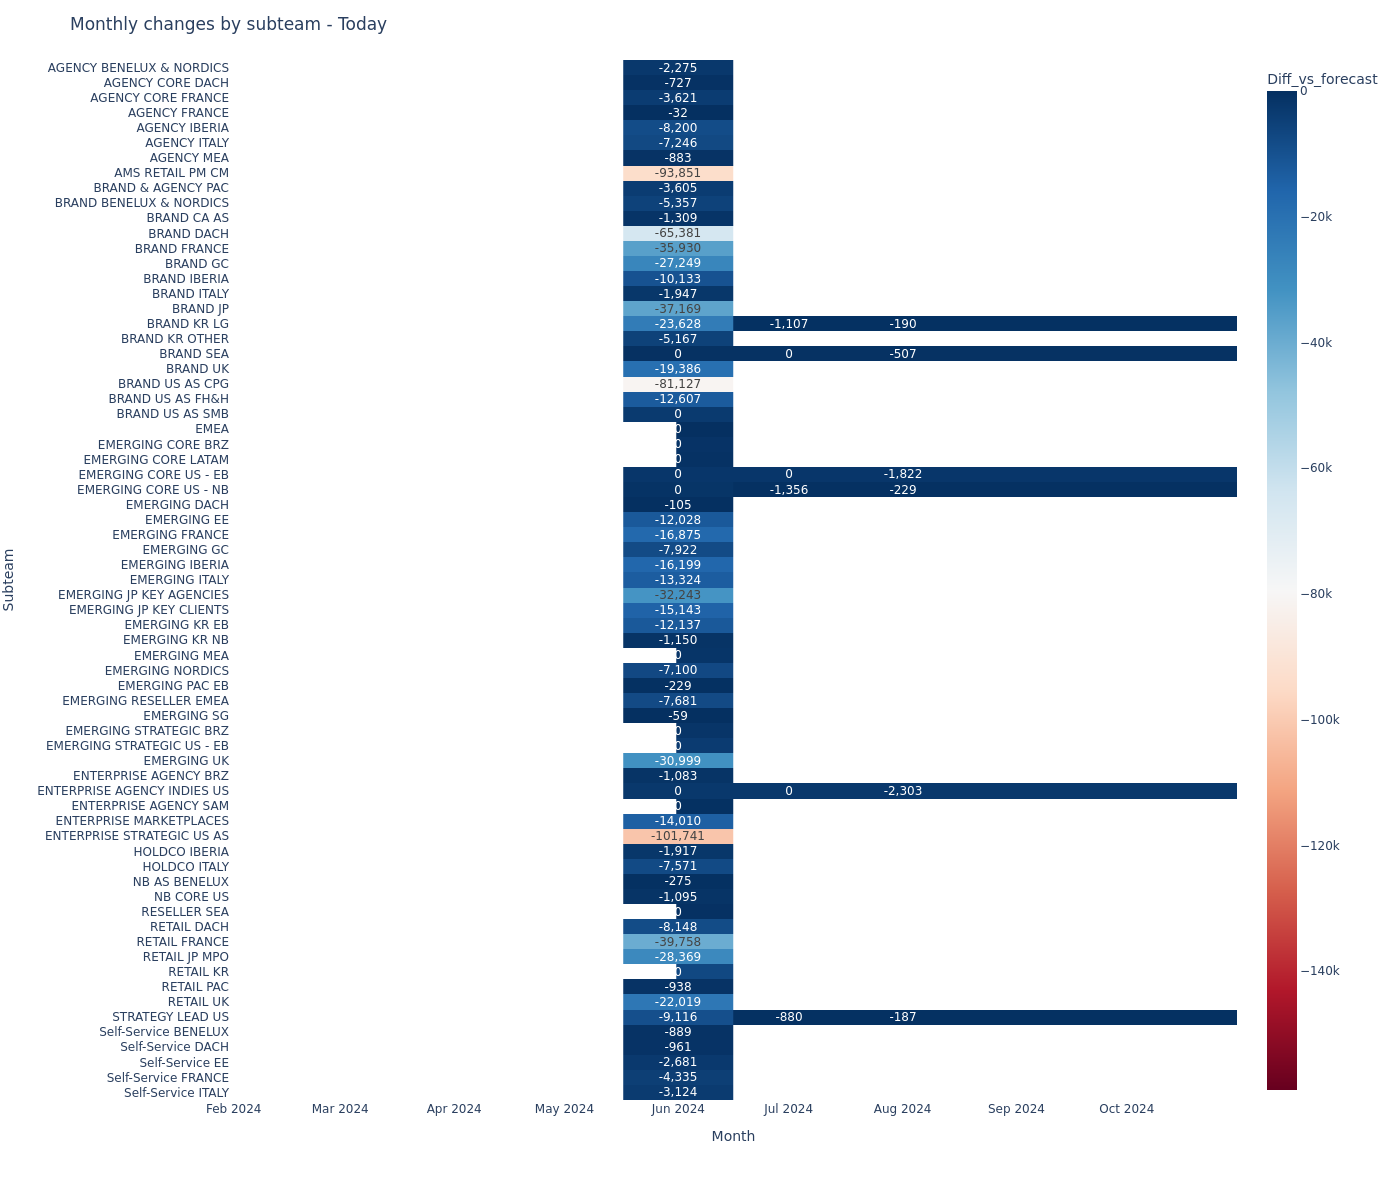 Monthly changes by subteam - Today
Diff_vs_forecast
AGENCY BENELUX & NORDICS -2,275
AGENCY CORE DACH -727
AGENCY CORE FRANCE -3,621
AGENCY FRANCE -32
AGENCY IBERIA -8,200
AGENCY ITALY -7,246
AGENCY MEA -883
AMS RETAIL PM CM -93,851
BRAND & AGENCY PAC -3,605
BRAND BENELUX & NORDICS -5,357
BRAND CA AS -1,309
BRAND DACH -65,381
BRAND FRANCE -35,930
BRAND GC -27,249
BRAND IBERIA -10,133
BRAND ITALY -1,947
BRAND JP -37,169
BRAND KR LG -23,628 -1,107 -190
BRAND KR OTHER -5,167
BRAND SEA 0 0 -507
BRAND UK -19,386
BRAND US AS CPG -81,127
BRAND US AS FH&H -12,607
BRAND US AS SMB 0
EMEA 0
EMERGING CORE BRZ 0
EMERGING CORE LATAM 0
EMERGING CORE US - EB 0 0 -1,822
EMERGING CORE US - NB 0 -1,356 -229
EMERGING DACH -105
EMERGING EE -12,028
EMERGING FRANCE -16,875
EMERGING GC -7,922
EMERGING IBERIA -16,199
EMERGING ITALY -13,324
EMERGING JP KEY AGENCIES -32,243
EMERGING JP KEY CLIENTS -15,143
EMERGING KR EB -12,137
EMERGING KR NB -1,150
EMERGING MEA 0
EMERGING NORDICS -7,100
EMERGING PAC EB -229
EMERGING RESELLER EMEA -7,681
EMERGING SG -59
EMERGING STRATEGIC BRZ 0
EMERGING STRATEGIC US - EB 0
EMERGING UK -30,999
ENTERPRISE AGENCY BRZ -1,083
ENTERPRISE AGENCY INDIES US 0 0 -2,303
ENTERPRISE AGENCY SAM 0
ENTERPRISE MARKETPLACES -14,010
ENTERPRISE STRATEGIC US AS -101,741
HOLDCO IBERIA -1,917
HOLDCO ITALY -7,571
NB AS BENELUX -275
NB CORE US -1,095
RESELLER SEA 0
RETAIL DACH -8,148
RETAIL FRANCE -39,758
RETAIL JP MPO -28,369
RETAIL KR 0
RETAIL PAC -938
RETAIL UK -22,019
STRATEGY LEAD US -9,116 -880 -187
Self-Service BENELUX -889
Self-Service DACH -961
Self-Service EE -2,681
Self-Service FRANCE -4,335
Self-Service ITALY -3,124
Subteam
Feb 2024 Mar 2024 Apr 2024 May 2024 Jun 2024 Jul 2024 Aug 2024 Sep 2024 Oct 2024
Month
0
−20k
−40k
−60k
−80k
−100k
−120k
−140k